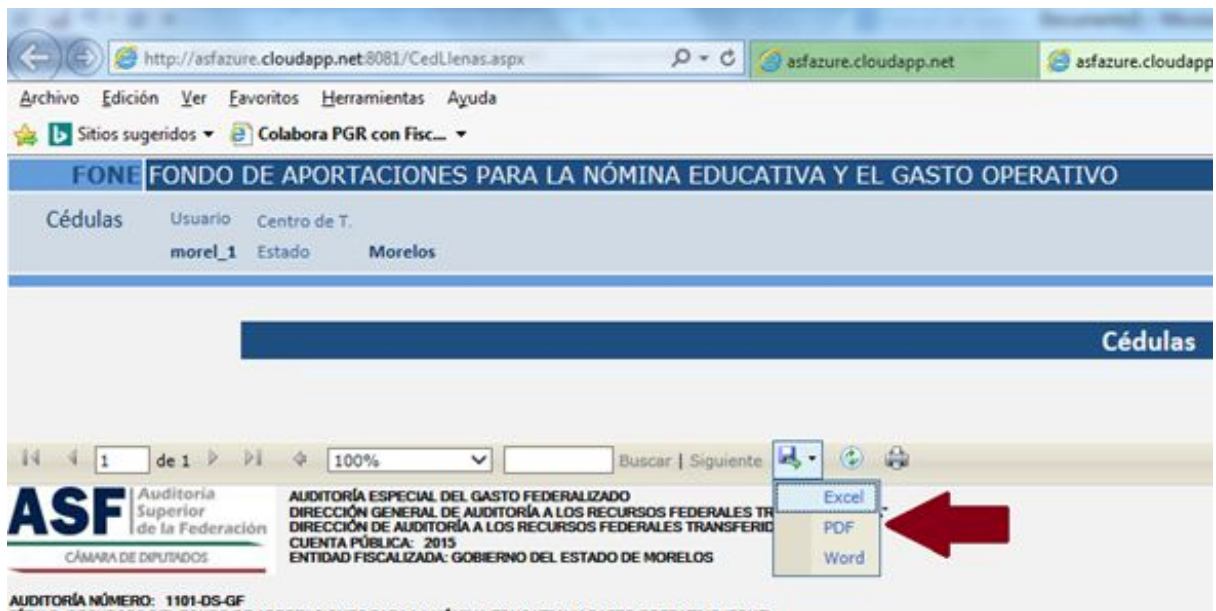 http://asfazure.cloudapp.net:8081/CedLlenas.aspx
asfazure.cloudapp.net
asfazure.cloudapp
Archivo Edición Ver Favoritos Herramientas Ayuda
Sitios sugeridos
Colabora PGR con Fisc...
FONE FONDO DE APORTACIONES PARA LA NÓMINA EDUCATIVA Y EL GASTO OPERATIVO
Cédulas
Usuario Centro de T.
morel_1 Estado Morelos
Cédulas
1 de 1 100% Buscar | Siguiente
Excel
PDF
Word
ASF Auditoría
Superior
de la Federación
CÁMARA DE DIPUTADOS
AUDITORÍA ESPECIAL DEL GASTO FEDERALIZADO
DIRECCIÓN GENERAL DE AUDITORÍA A LOS RECURSOS FEDERALES
DIRECCIÓN DE AUDITORÍA A LOS RECURSOS FEDERALES TRANSFERID
CUENTA PÚBLICA: 2015
ENTIDAD FISCALIZADA: GOBIERNO DEL ESTADO DE MORELOS
AUDITORÍA NÚMERO: 1101-DS-GF